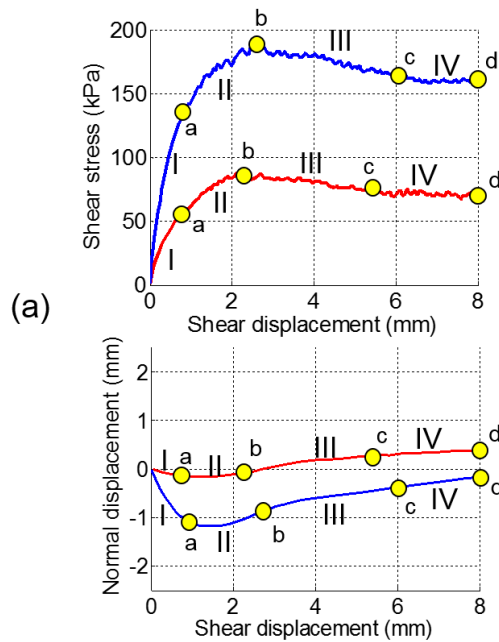 200
150
100
50
0
Shear stress (kPa)
b
III
c
IV
d
II
a
I
b
III
c
IV
d
II
a
I
0 2 4 6 8
Shear displacement (mm)
(a)
2
1
0
-1
-2
Normal displacement (mm)
I
a
II
b
III
c
IV
d
I
a
II
b
III
c
IV
d
0 2 4 6 8
Shear displacement (mm)